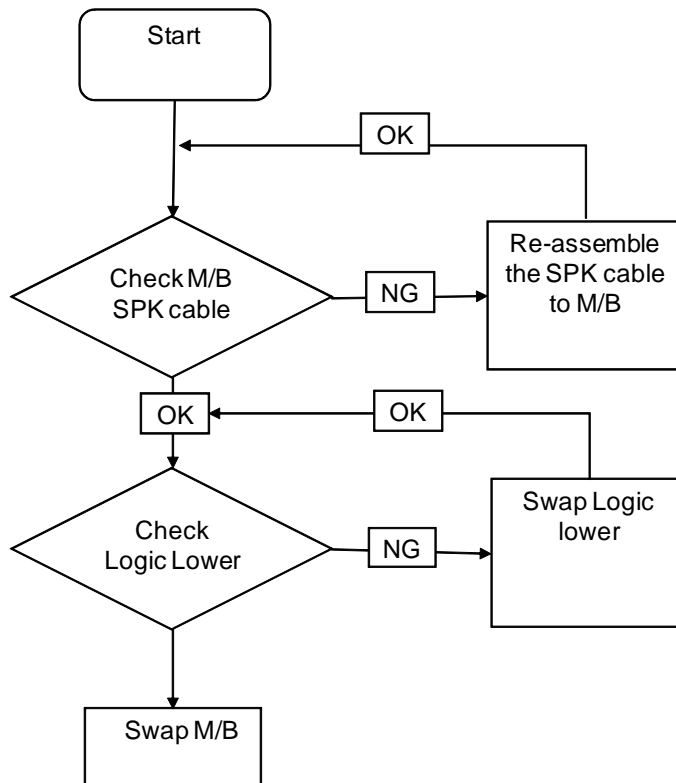 Start
OK
Check M/B
SPK cable
NG
Re-assemble
the SPK cable
to M/B
OK
OK
Check
Logic Lower
NG
Swap Logic
lower
Swap M/B